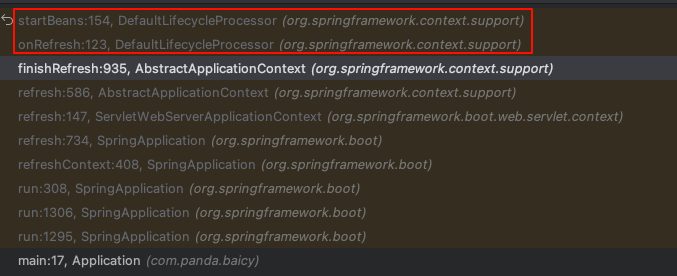 startBeans:154, DefaultLifecycleProcessor (org.springframework.context.support)
onRefresh:123, DefaultLifecycleProcessor (org.springframework.context.support)
finishRefresh:935, AbstractApplicationContext (org.springframework.context.support)
refresh:586, AbstractApplicationContext (org.springframework.context.support)
refresh:147, ServletWebServerApplicationContext (org.springframework.boot.web.servlet.context)
refresh:734, SpringApplication (org.springframework.boot)
refreshContext:408, SpringApplication (org.springframework.boot)
run:308, SpringApplication (org.springframework.boot)
run:1306, SpringApplication (org.springframework.boot)
run:1295, SpringApplication (org.springframework.boot)
main:17, Application (com.panda.baicy)